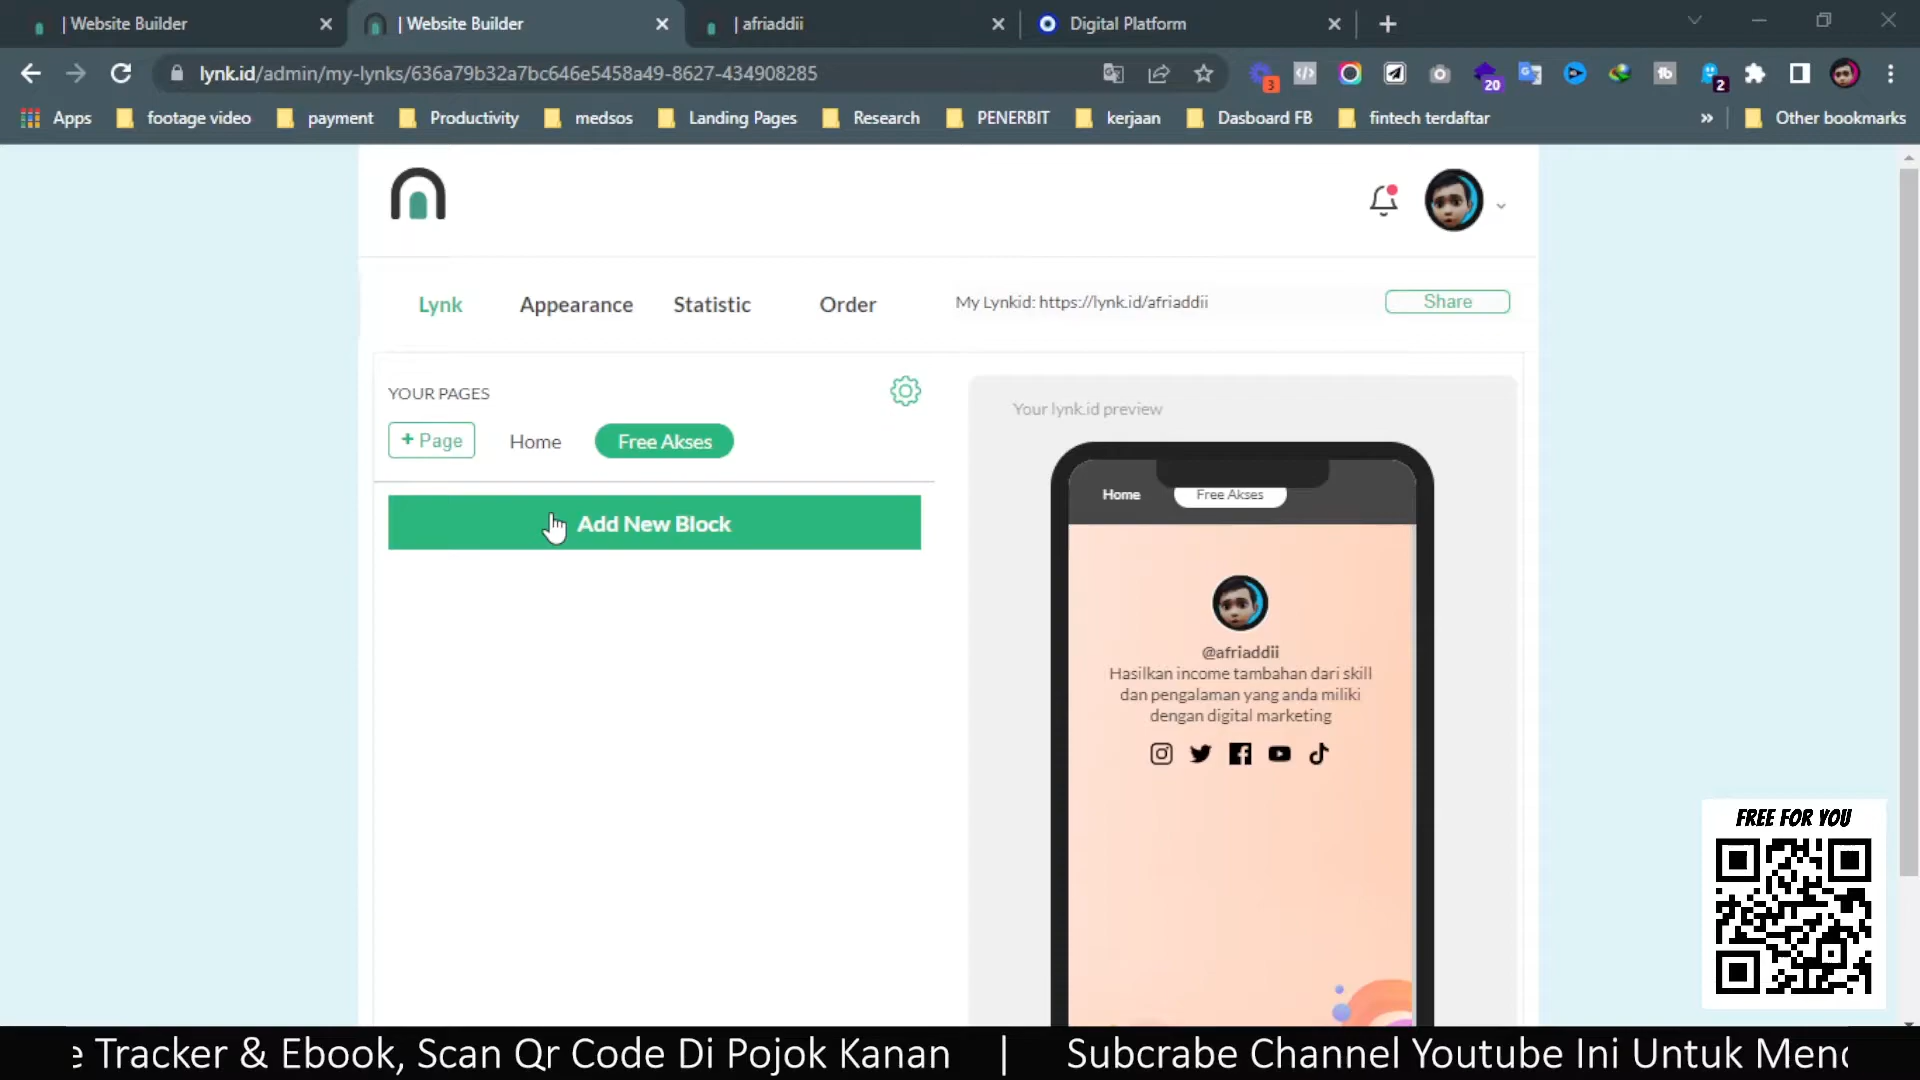 | Website Builder
| Website Builder
| afriaddii
Digital Platform
lynk.id/admin/my-lynks/636a79b32a7bc646e5458a49-8627-434908285
3
20
2
Apps
footage video
payment
Productivity
medsos
Landing Pages
Research
PENERBIT
kerjaan
Dasboard FB
fintech terdaftar
»
Other bookmarks
Lynk
Appearance
Statistic
Order
My Lynkid: https://lynk.id/afriaddii
Share
YOUR PAGES
+ Page
Home
Free Akses
Add New Block
Your lynk.id preview
Home
Free Akses
@afriaddii
Hasilkan income tambahan dari skill
dan pengalaman yang anda miliki
dengan digital marketing
FREE FOR YOU
e Tracker & Ebook, Scan Qr Code Di Pojok Kanan | Subcrabe Channel Youtube Ini Untuk Men